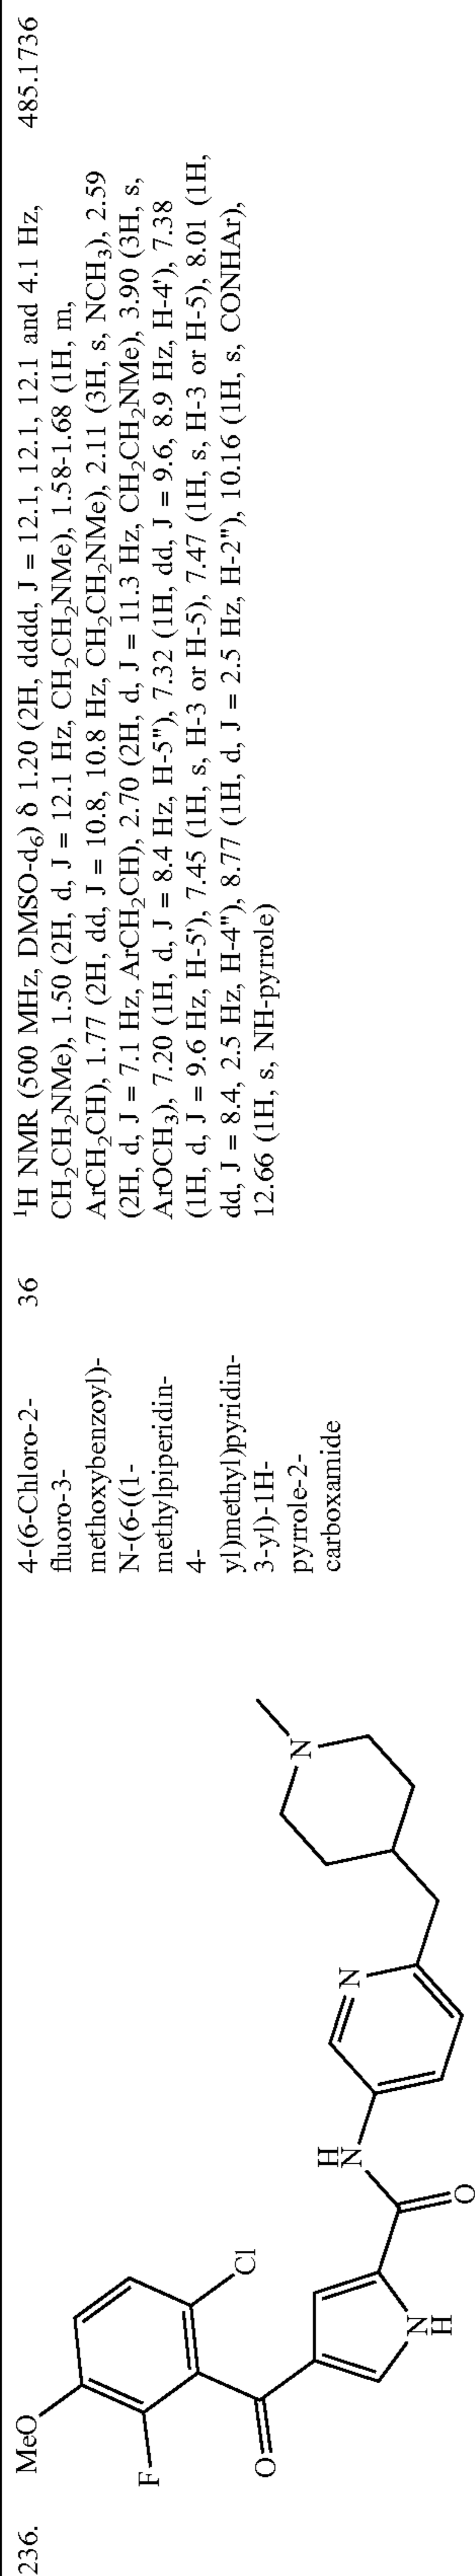 236.
MeO
F
Cl
O
N
H
H
N
O
N
N
4-(6-Chloro-2-
fluoro-3-
methoxybenzoyl)-
N-(6-((1-
methylpiperidin-
4-
yl)methyl)pyridin-
3-yl)-1H-
pyrrole-2-
carboxamide
36
¹H NMR (500 MHz, DMSO-d₆) δ 1.20 (2H, dddd, J = 12.1, 12.1, 12.1 and 4.1 Hz,
CH₂CH₂NMe), 1.50 (2H, d, J = 12.1 Hz, CH₂CH₂NMe), 1.58-1.68 (1H, m,
ArCH₂CH), 1.77 (2H, dd, J = 10.8, 10.8 Hz, CH₂CH₂NMe), 2.11 (3H, s, NCH₃), 2.59
(2H, d, J = 7.1 Hz, ArCH₂CH), 2.70 (2H, d, J = 11.3 Hz, CH₂CH₂NMe), 3.90 (3H, s,
ArOCH₃), 7.20 (1H, d, J = 8.4 Hz, H-5"), 7.32 (1H, dd, J = 9.6, 8.9 Hz, H-4'), 7.38
(1H, d, J = 9.6 Hz, H-5'), 7.45 (1H, s, H-3 or H-5), 7.47 (1H, s, H-3 or H-5), 8.01 (1H,
dd, J = 8.4, 2.5 Hz, H-4"), 8.77 (1H, d, J = 2.5 Hz, H-2"), 10.16 (1H, s, CONHAr),
12.66 (1H, s, NH-pyrrole)
485.1736